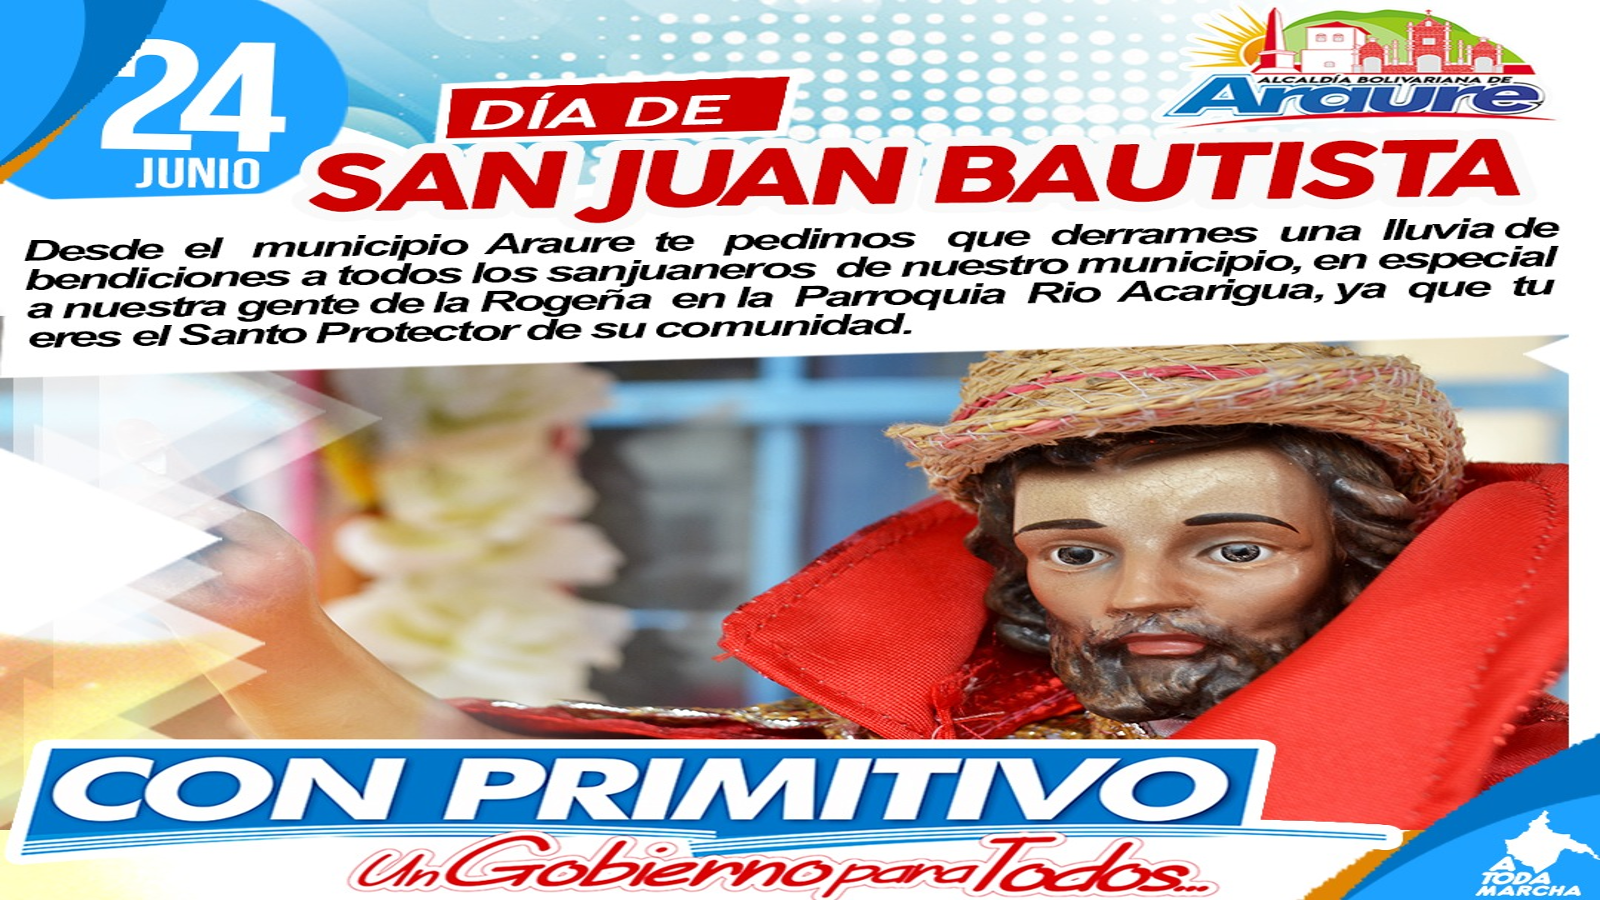 24
JUNIO
ALCALDÍA BOLIVARIANA DE
Araure
DÍA DE
SAN JUAN BAUTISTA
Desde el municipio Araure te pedimos que derrames una lluvia de
bendiciones a todos los sanjuaneros de nuestro municipio, en especial
a nuestra gente de la Rogeña en la Parroquia Rio Acarigua, ya que tu
eres el Santo Protector de su comunidad.
CON PRIMITIVO
Un Gobierno para Todos...
A
TODA
MARCHA